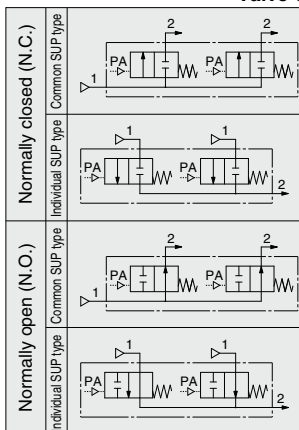 Normally closed (N.C.)
Common SUP type
2
2
PA
PA
1
Individual SUP type
1
1
PA
PA
2
Normally open (N.O.)
Common SUP type
2
2
PA
PA
1
Individual SUP type
1
1
PA
PA
2